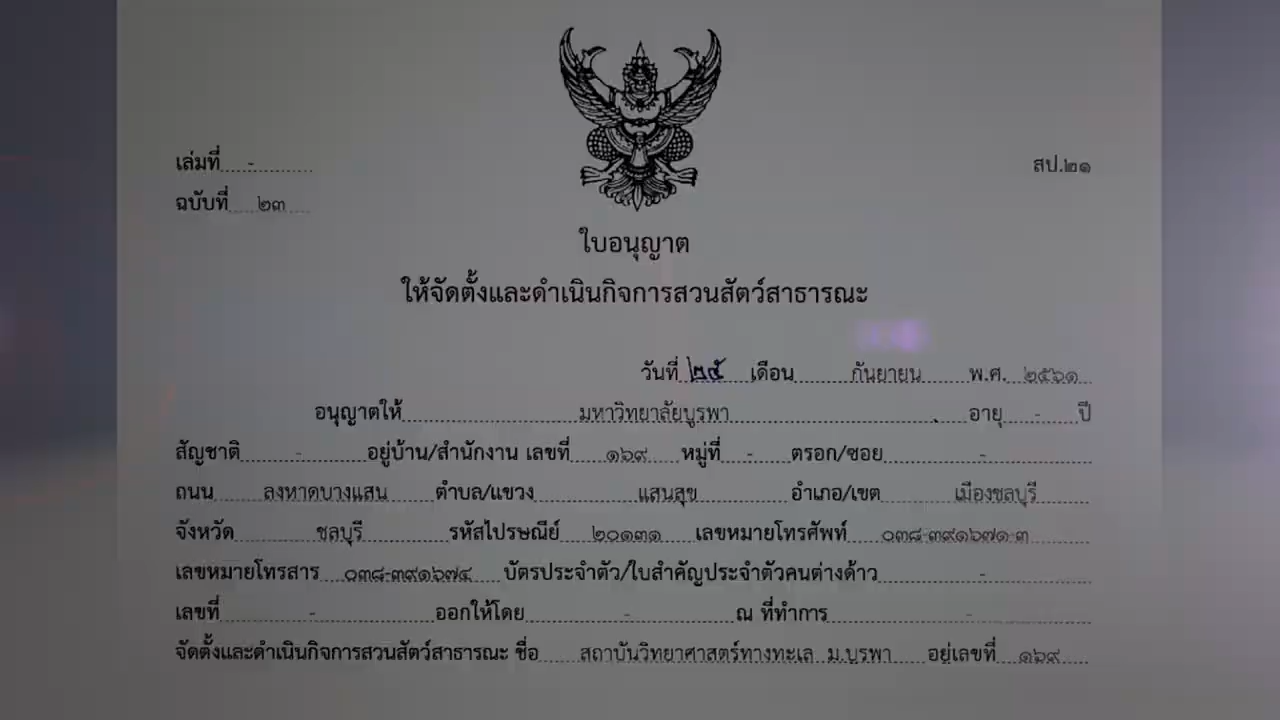 เล่มที่ -
สป.๒๑
ฉบับที่ ๒๓
ใบอนุญาต
ให้จัดตั้งและดำเนินกิจการสวนสัตว์สาธารณะ
วันที่ ๒๕ เดือน กันยายน พ.ศ. ๒๕๖๑
อนุญาตให้ มหาวิทยาลัยบูรพา อายุ - ปี
สัญชาติ - อยู่บ้าน/สำนักงาน เลขที่ ๑๖๙ หมู่ที่ - ตรอก/ซอย -
ถนน ลงหาดบางแสน ตำบล/แขวง แสนสุข อำเภอ/เขต เมืองชลบุรี
จังหวัด ชลบุรี รหัสไปรษณีย์ ๒๐๑๓๑ เลขหมายโทรศัพท์ ๐๓๘-๓๙๑๖๗๑-๓
เลขหมายโทรสาร ๐๓๘-๓๙๑๖๗๔ บัตรประจำตัว/ใบสำคัญประจำตัวคนต่างด้าว -
เลขที่ - ออกให้โดย - ณ ที่ทำการ -
จัดตั้งและดำเนินกิจการสวนสัตว์สาธารณะ ชื่อ สถาบันวิทยาศาสตร์ทางทะเล ม.บูรพา อยู่เลขที่ ๑๖๙